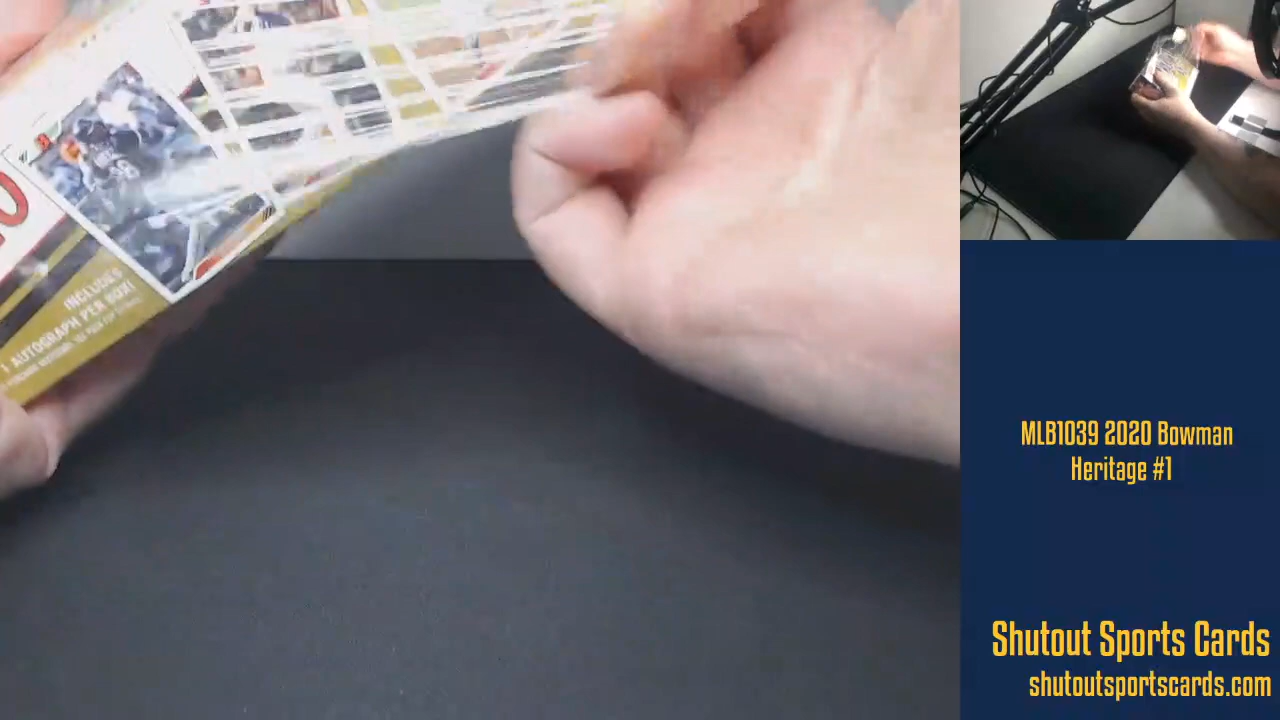 INCLUDES
1 AUTOGRAPH PER BOX!
MLB1039 2020 Bowman
Heritage #1
Shutout Sports Cards
shutoutsportscards.com